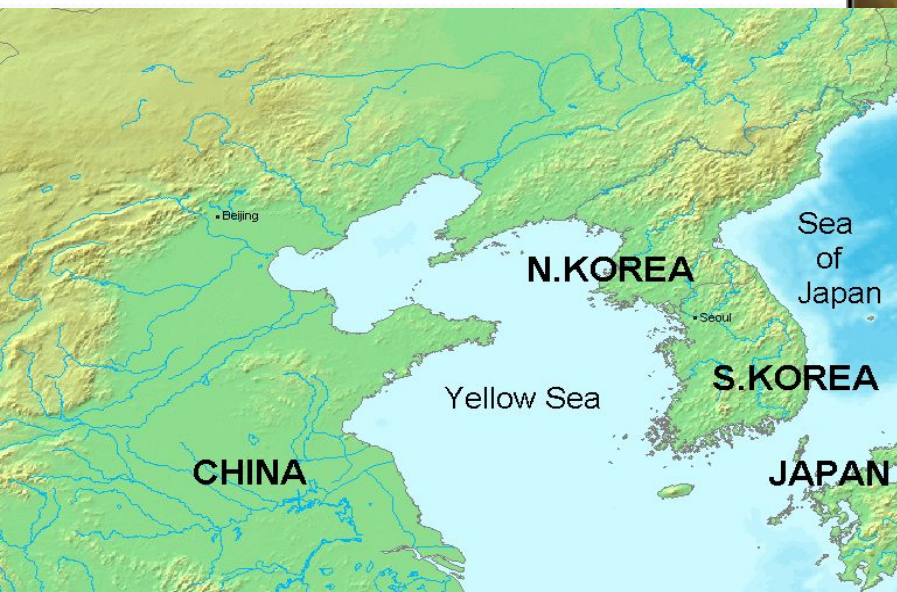 Beijing
Sea
of
Japan
N.KOREA
Seoul
S.KOREA
Yellow Sea
CHINA
JAPAN